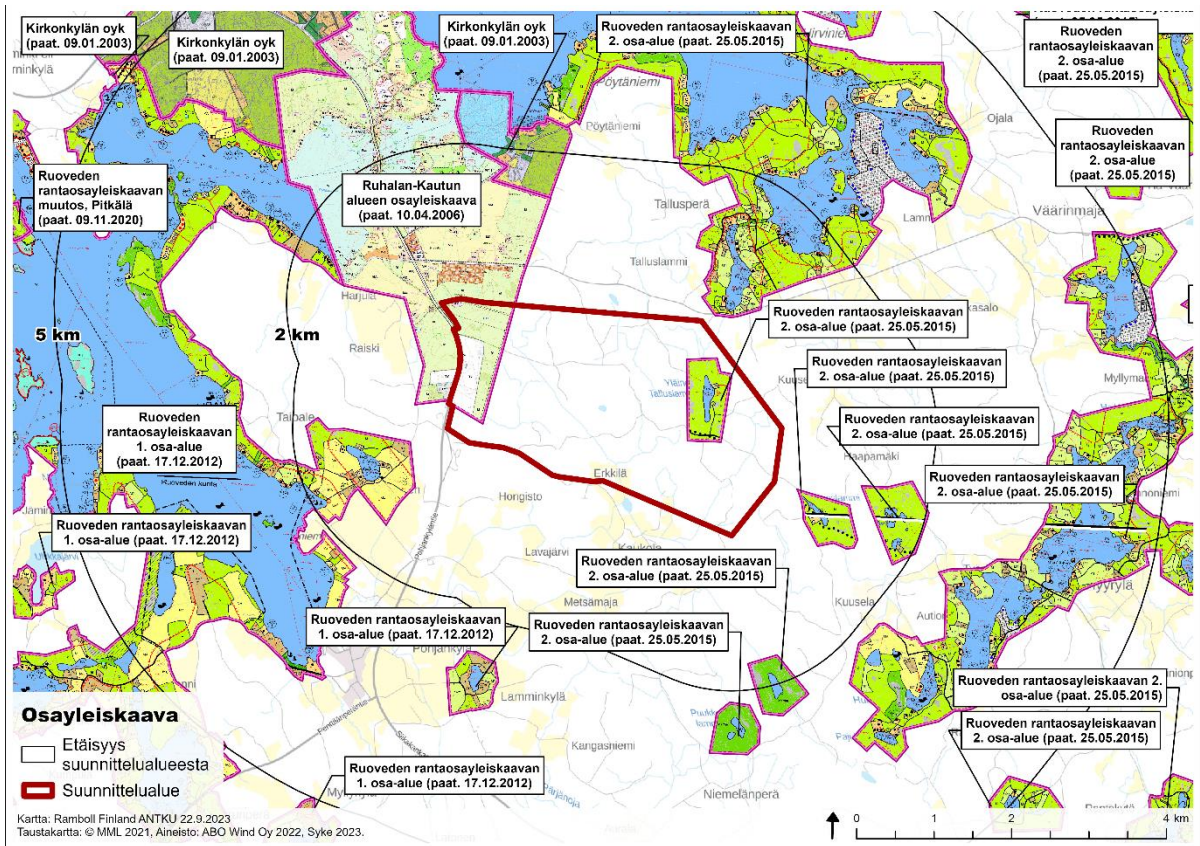 Kirkonkylän oyk
(paat. 09.01.2003)
Kirkonkylän oyk
(paat. 09.01.2003)
Kirkonkylän oyk
(paat. 09.01.2003)
Ruoveden rantaosayleiskaavan
2. osa-alue (paat. 25.05.2015)
Ruoveden
rantaosayleiskaavan
2. osa-alue
(paat. 25.05.2015)
Pöytäniemi
Pöytäniemi
Ojala
Ruoveden
rantaosayleiskaavan
2. osa-alue
(paat. 25.05.2015)
Ruoveden
rantaosayleiskaavan
muutos, Pitkälä
(paat. 09.11.2020)
Ruhalan-Kautun
alueen osayleiskaava
(paat. 10.04.2006)
Tallusperä
Väärinmaja
Talluslammi
Harjula
5 km
2 km
Raiski
Ruoveden rantaosayleiskaavan
2. osa-alue (paat. 25.05.2015)
Ruoveden rantaosayleiskaavan
2. osa-alue (paat. 25.05.2015)
Taipale
Ruoveden
rantaosayleiskaavan
1. osa-alue
(paat. 17.12.2012)
Ruoveden kunta
Ruoveden rantaosayleiskaavan
2. osa-alue (paat. 25.05.2015)
Haapamäki
Ruoveden rantaosayleiskaavan
2. osa-alue (paat. 25.05.2015)
Erkkilä
Hongisto
Ruoveden rantaosayleiskaavan
1. osa-alue (paat. 17.12.2012)
Lavajärvi
Kaukola
Ruoveden rantaosayleiskaavan
2. osa-alue (paat. 25.05.2015)
Metsämaja
Kuusela
Ruoveden rantaosayleiskaavan
1. osa-alue (paat. 17.12.2012)
Ruoveden rantaosayleiskaavan
2. osa-alue (paat. 25.05.2015)
Pohjankylä
Lamminkylä
Ruoveden rantaosayleiskaavan 2.
osa-alue (paat. 25.05.2015)
Ruoveden rantaosayleiskaavan
2. osa-alue (paat. 25.05.2015)
Kangasniemi
Niemelänperä
Ruoveden rantaosayleiskaavan
1. osa-alue (paat. 17.12.2012)
Osayleiskaava
Etäisyys
suunnittelualueesta
Suunnittelualue
Kartta: Ramboll Finland ANTKU 22.9.2023
Taustakartta: © MML 2021, Aineisto: ABO Wind Oy 2022, Syke 2023.
0 1 2 4 km